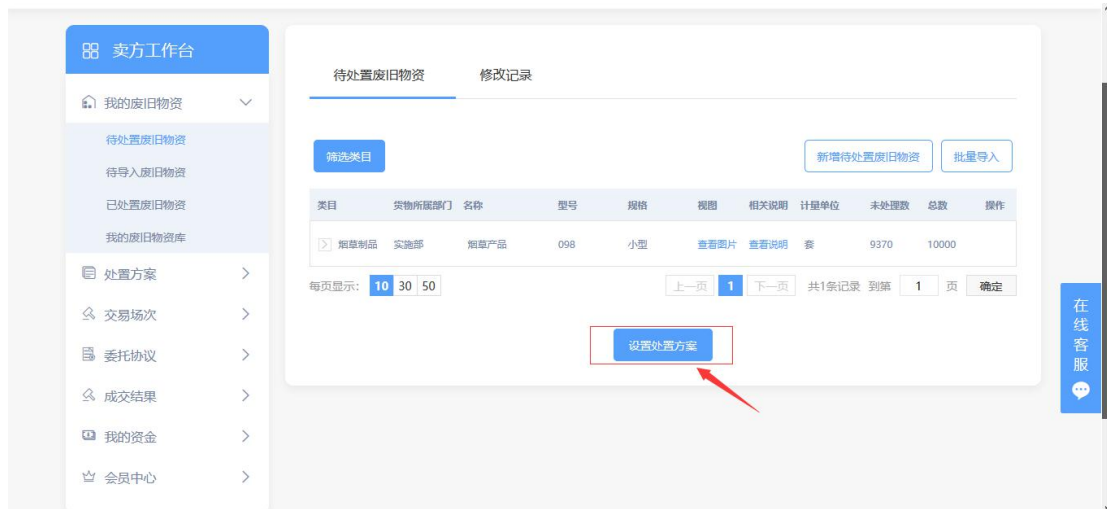 卖方工作台
我的废旧物资
待处置废旧物资
待导入废旧物资
已处置废旧物资
我的废旧物资库
处置方案
交易场次
委托协议
成交结果
我的资金
会员中心
待处置废旧物资 修改记录
筛选类目 新增待处置废旧物资 批量导入
类目 货物所属部门 名称 型号 规格 视图 相关说明 计量单位 未处理数 总数 操作
烟草制品 实施部 烟草产品 098 小型 查看图片 查看说明 套 9370 10000
每页显示: 10 30 50 上一页 1 下一页 共1条记录 到第 1 页 确定
设置处置方案
在线客服